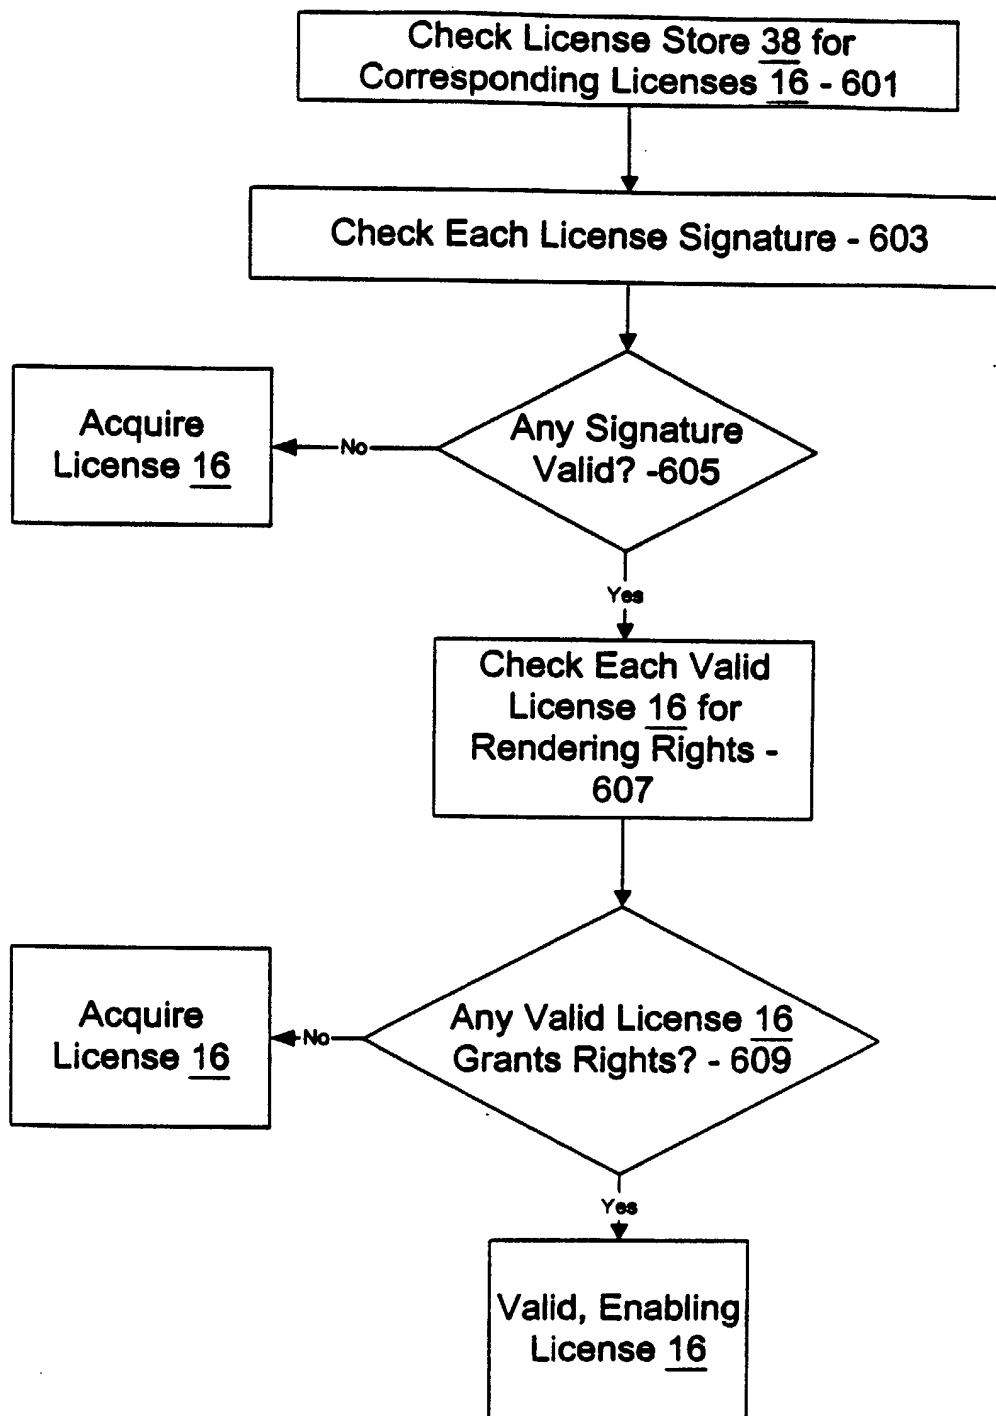 Check License Store 38 for
Corresponding Licenses 16 - 601
Check Each License Signature - 603
Any Signature
Valid? -605
No
Acquire
License 16
Yes
Check Each Valid
License 16 for
Rendering Rights -
607
Any Valid License 16
Grants Rights? - 609
No
Acquire
License 16
Yes
Valid, Enabling
License 16